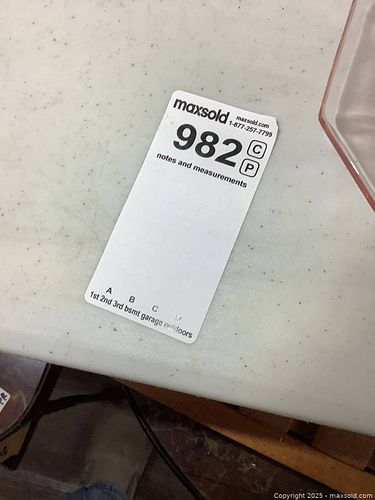 maxsold maxsold.com
1-877-257-7799
982 C
P
notes and measurements
A B C D
1st 2nd 3rd bsmt garage outdoors
Copyright 2025 - maxsold.com